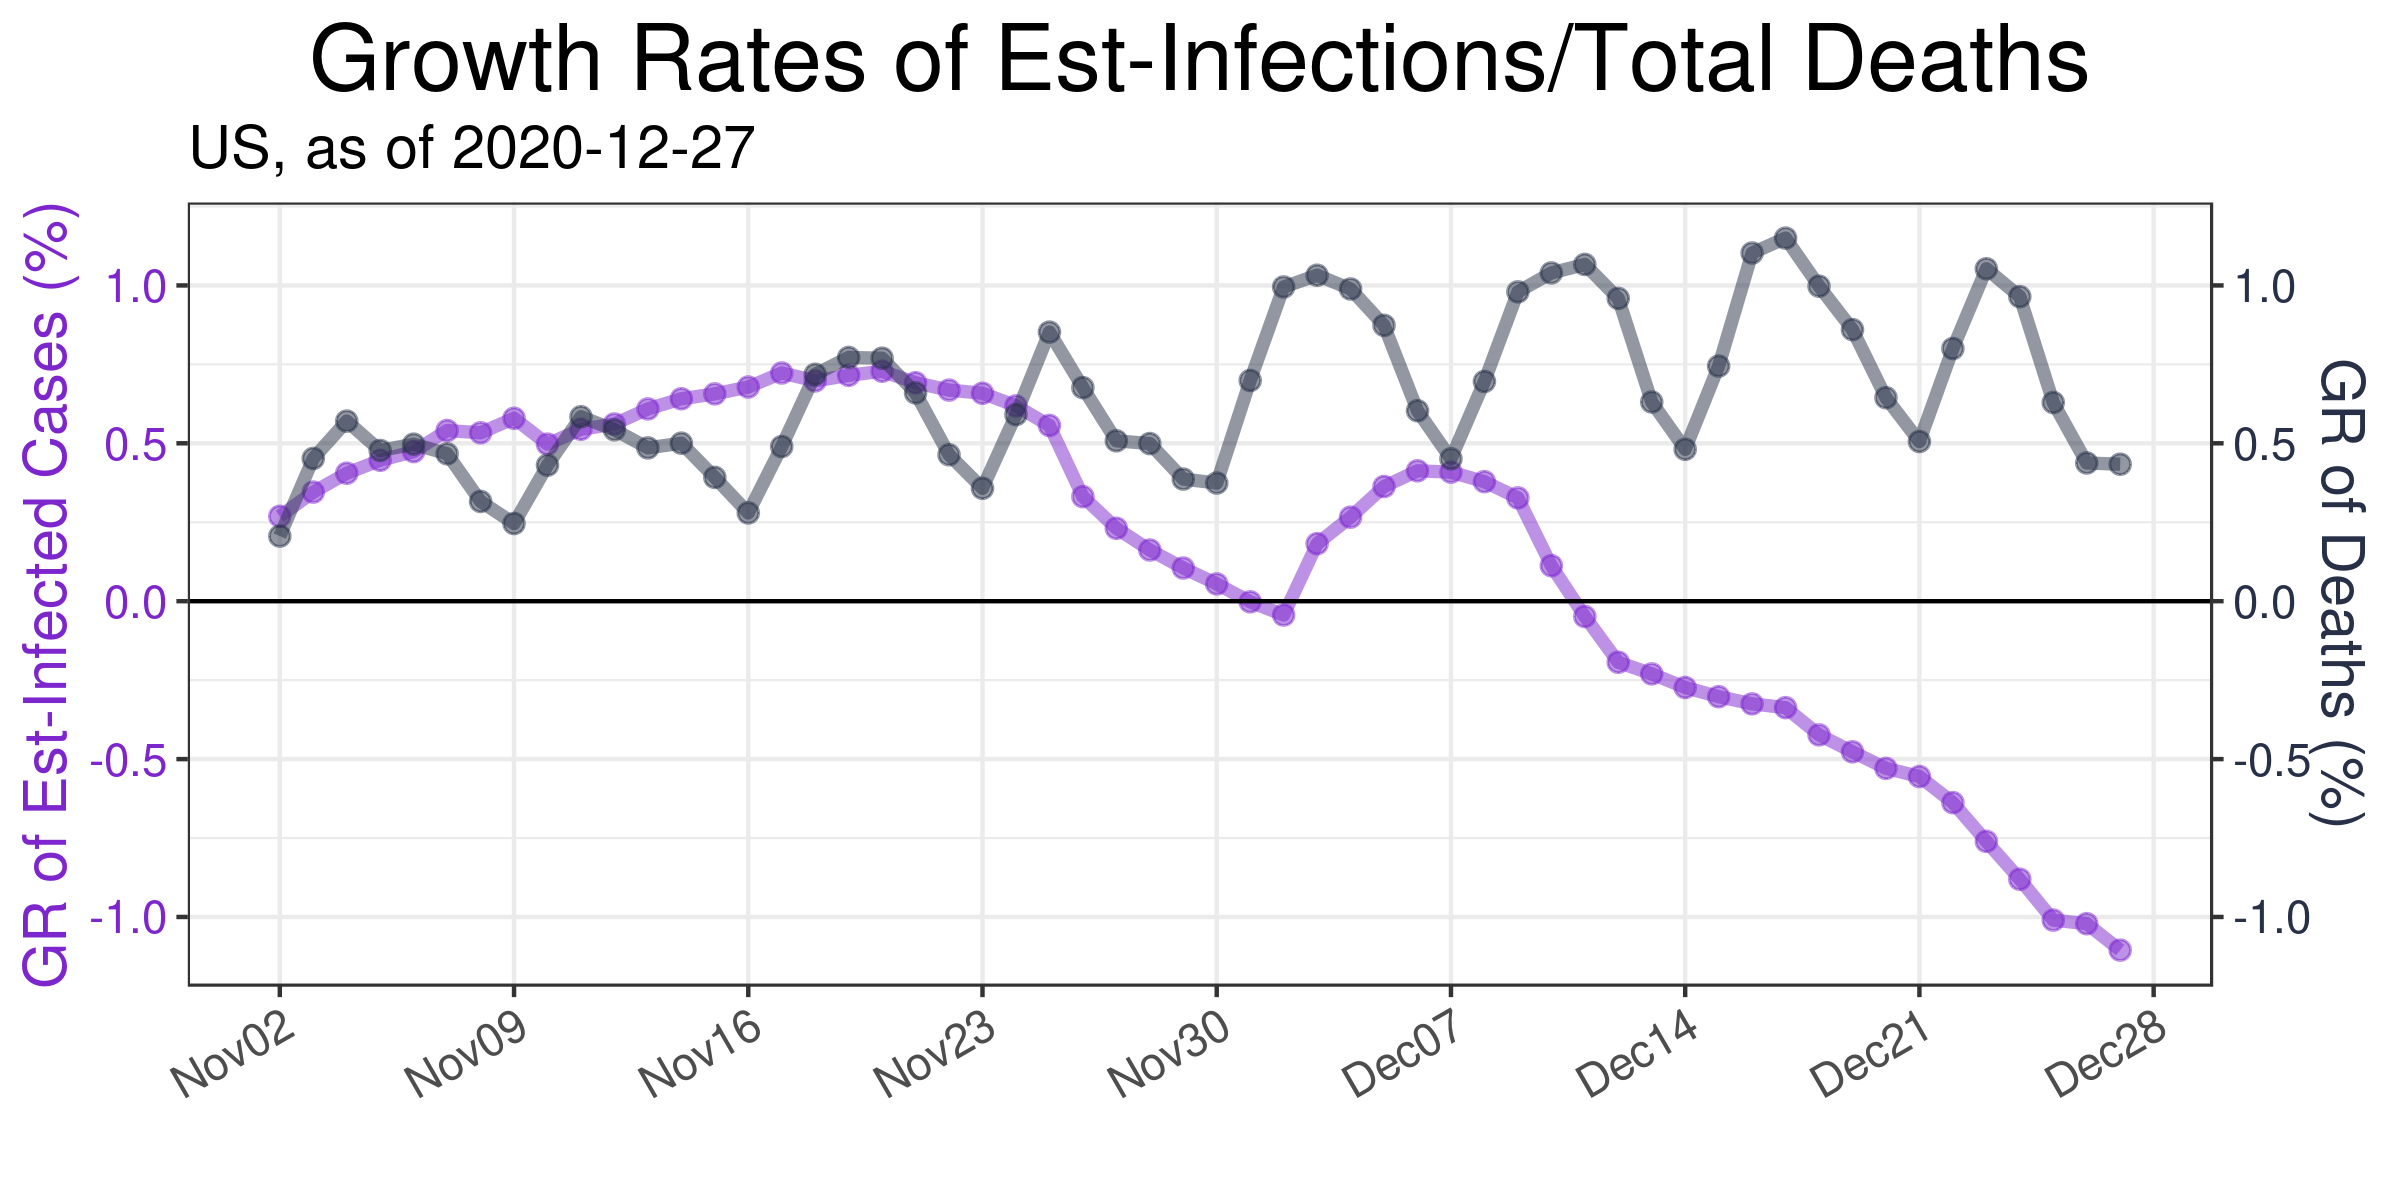 Growth Rates of Est-Infections/Total Deaths
US, as of 2020-12-27
GR of Est-Infected Cases (%)
1.0
0.5
0.0
-0.5
-1.0
1.0
0.5
0.0
-0.5
-1.0
GR of Deaths (%)
Nov02
Nov09
Nov16
Nov23
Nov30
Dec07
Dec14
Dec21
Dec28